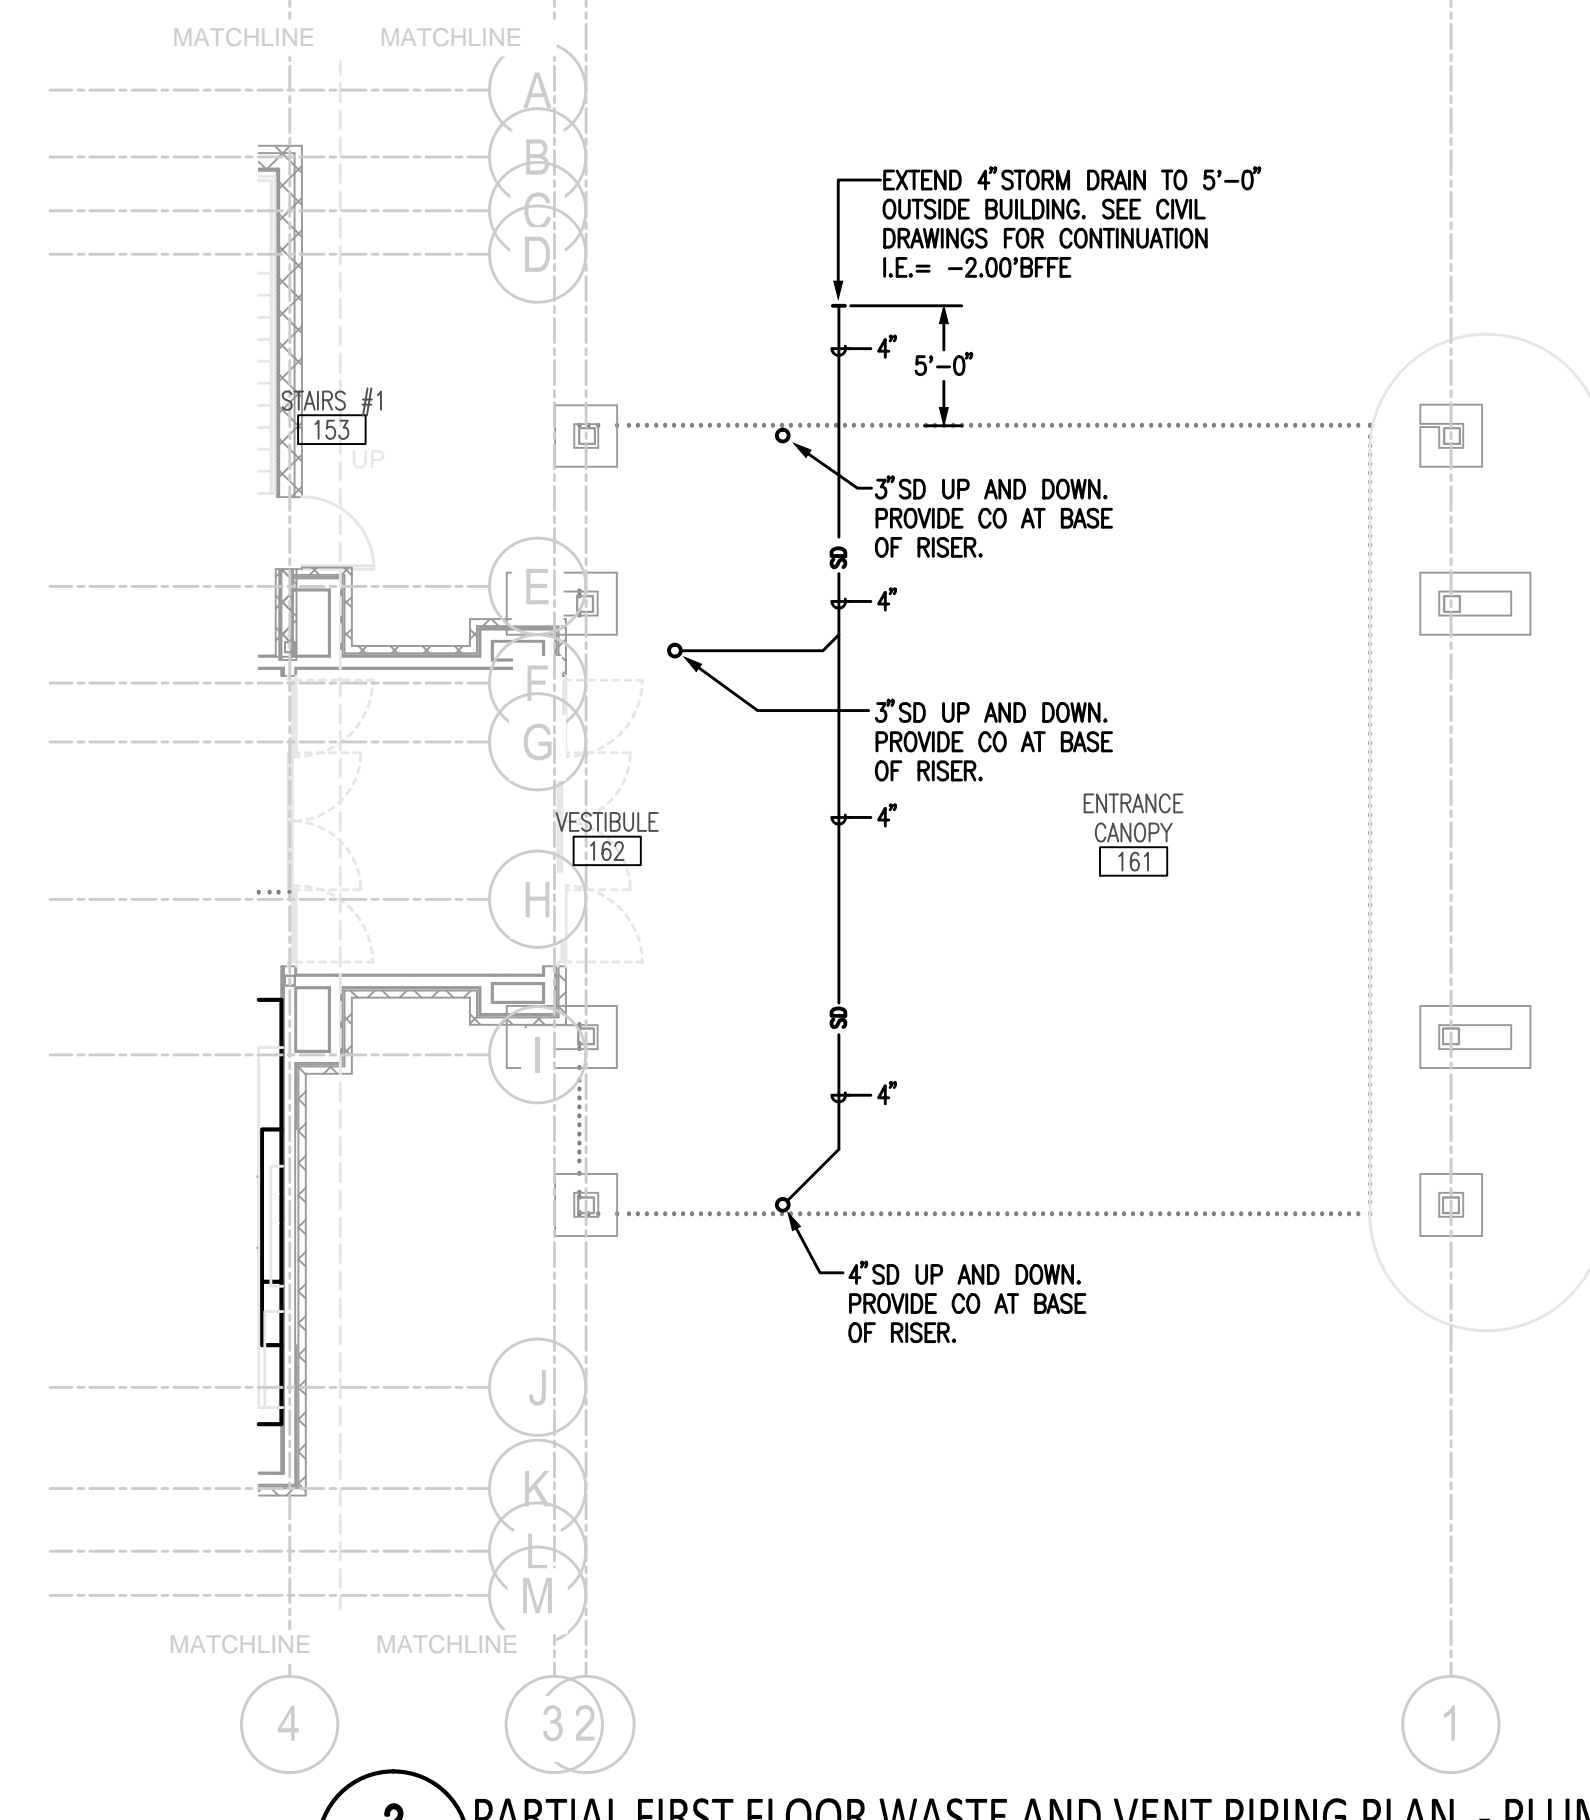 MATCHLINE MATCHLINE
A
B
C
D
EXTEND 4" STORM DRAIN TO 5'-0"
OUTSIDE BUILDING. SEE CIVIL
DRAWINGS FOR CONTINUATION
I.E.= -2.00'BFFE
4"
5'-0"
STAIRS #1
153
UP
3" SD UP AND DOWN.
PROVIDE CO AT BASE
OF RISER.
SD
E
4"
F
3" SD UP AND DOWN.
PROVIDE CO AT BASE
OF RISER.
G
4"
VESTIBULE
162
ENTRANCE
CANOPY
161
H
SD
I
4"
4" SD UP AND DOWN.
PROVIDE CO AT BASE
OF RISER.
J
K
L
M
MATCHLINE MATCHLINE
4 3 2 1
2 PARTIAL FIRST FLOOR WASTE AND VENT PIPING PLAN - PLUM